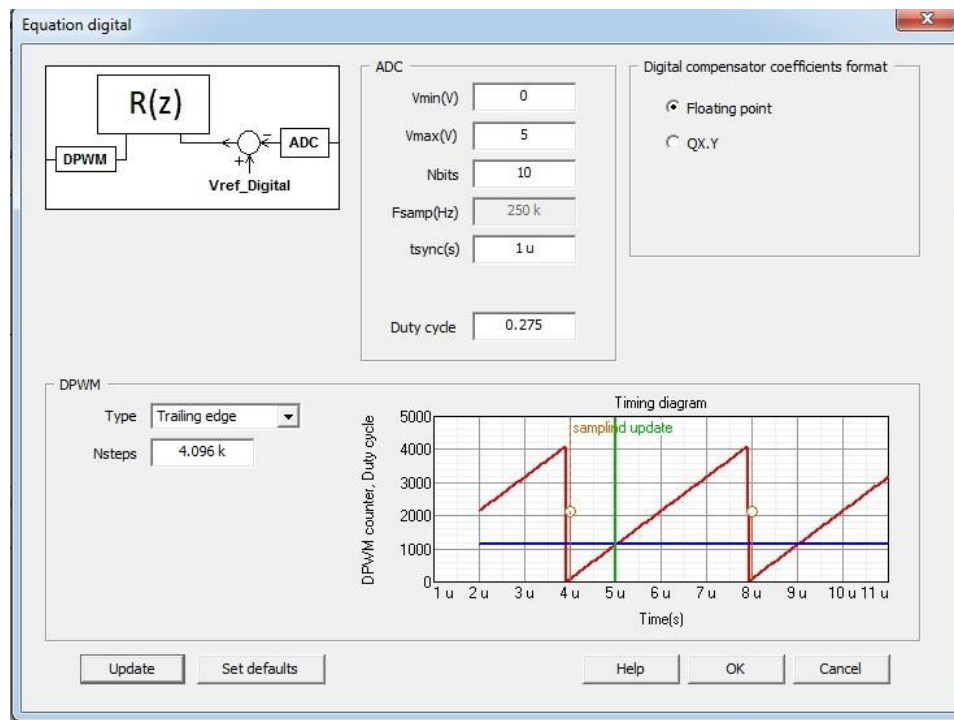 Equation digital
x
R(z)
DPWM
ADC
-
+
Vref_Digital
ADC
Vmin(V) 0
Vmax(V) 5
Nbits 10
Fsamp(Hz) 250 k
tsync(s) 1 u
Duty cycle 0.275
Digital compensator coefficients format
Floating point
QX.Y
DPWM
Type Trailing edge
Nsteps 4.096 k
Timing diagram
samplind update
DPWM counter, Duty cycle
5000
4000
3000
2000
1000
0
1 u 2 u 3 u 4 u 5 u 6 u 7 u 8 u 9 u 10 u 11 u
Time(s)
Update Set defaults Help OK Cancel